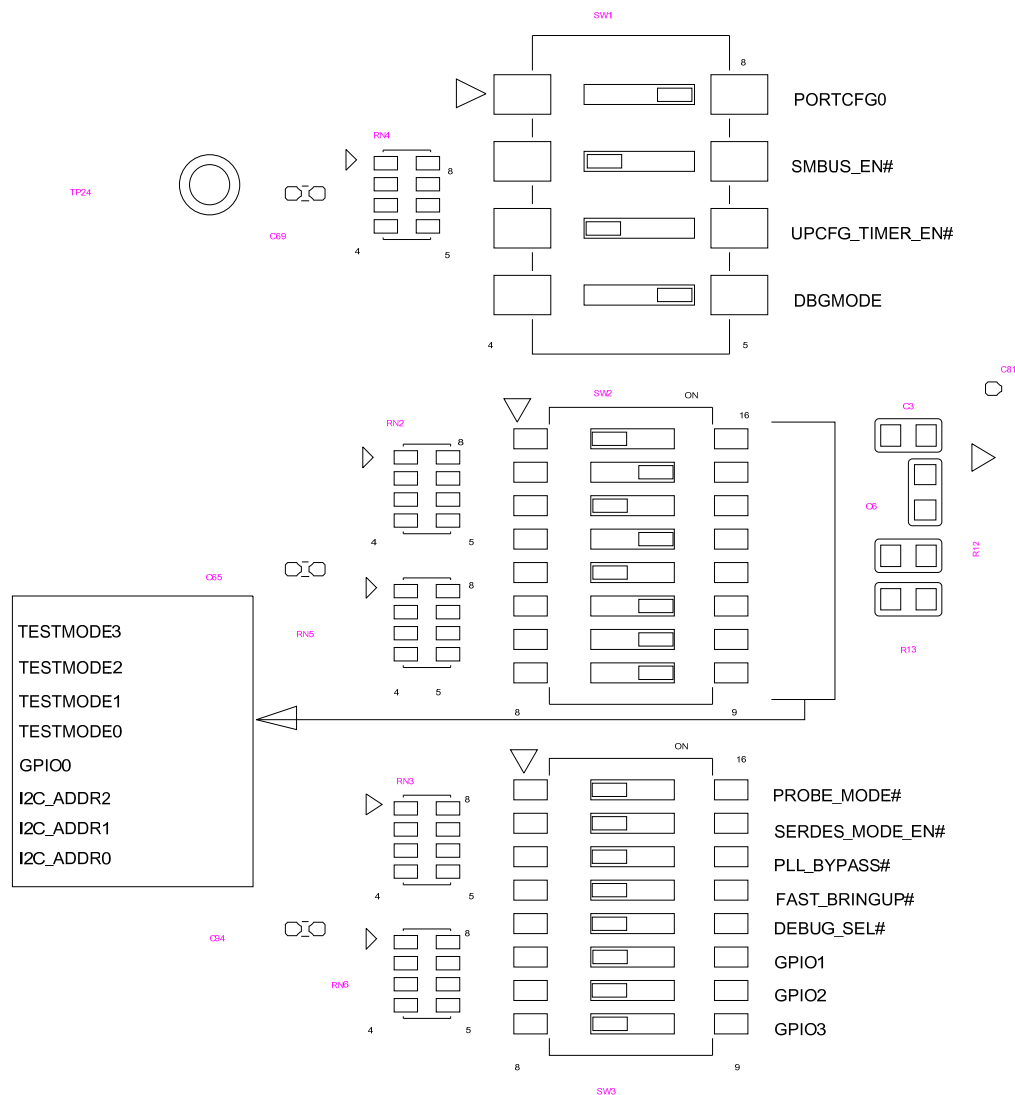 SW1
8
PORTCFG0
RN4
8
SMBUS_EN#
TP24
C69
4
5
UPCFG_TIMER_EN#
DBGMODE
4
5
C81
SW2
ON
16
C3
RN2
8
C6
4
5
R12
C65
8
RN5
R13
4
5
8
9
TESTMODE3
TESTMODE2
TESTMODE1
TESTMODE0
GPIO0
I2C_ADDR2
I2C_ADDR1
I2C_ADDR0
ON
16
RN3
8
PROBE_MODE#
SERDES_MODE_EN#
PLL_BYPASS#
4
5
FAST_BRINGUP#
C94
8
DEBUG_SEL#
GPIO1
RN6
GPIO2
4
5
GPIO3
8
9
SW3